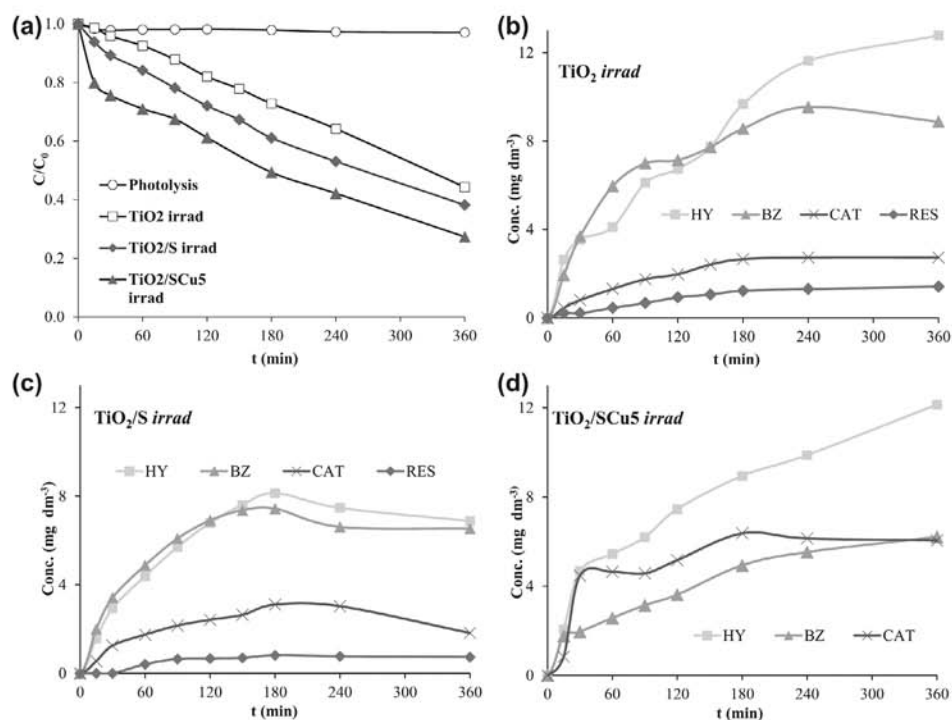 (a)
1.0
0.8
0.6
0.4
0.2
0.0
C/C₀
Photolysis
TiO2 irrad
TiO2/S irrad
TiO2/SCu5
irrad
0 60 120 180 240 300 360
t (min)
(b)
TiO₂ irrad
12
8
4
0
Conc. (mg dm⁻³)
HY BZ CAT RES
0 60 120 180 240 300 360
t (min)
(c)
TiO₂/S irrad
12
8
4
0
Conc. (mg dm⁻³)
HY BZ CAT RES
0 60 120 180 240 300 360
t (min)
(d)
TiO₂/SCu5 irrad
12
8
4
0
Conc. (mg dm⁻³)
HY BZ CAT
0 60 120 180 240 300 360
t (min)